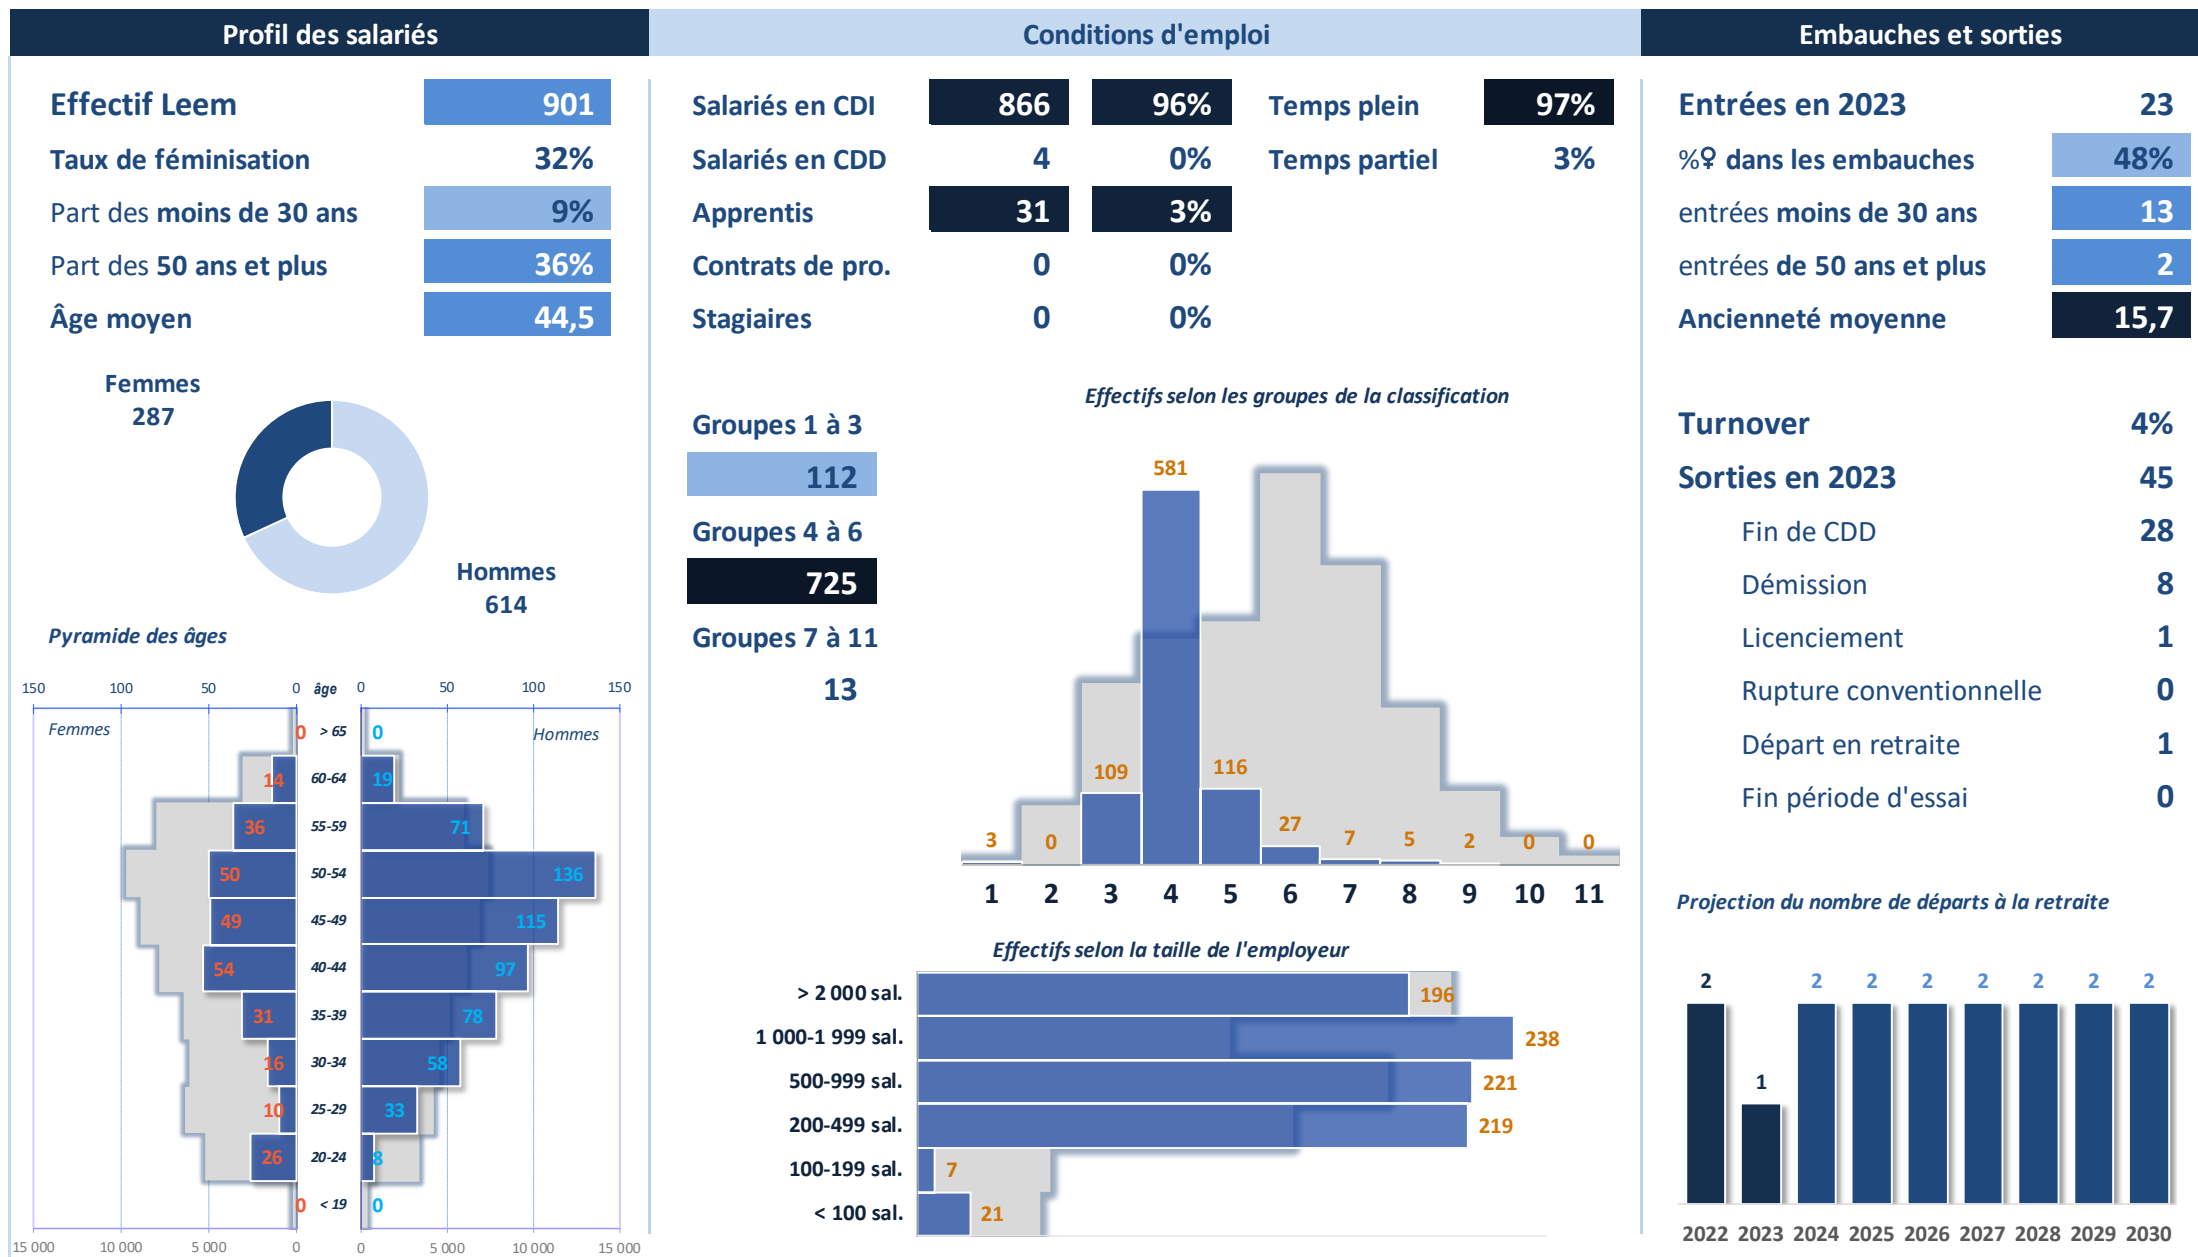 Profil des salariés
Effectif Leem 901
Taux de féminisation 32%
Part des moins de 30 ans 9%
Part des 50 ans et plus 36%
Âge moyen 44,5
Femmes
287
Hommes
614
Pyramide des âges
150 100 50 0 âge 0 50 100 150
Femmes Hommes
0 > 65 0
14 60-64 19
36 55-59 71
50 50-54 136
49 45-49 115
54 40-44 97
31 35-39 78
16 30-34 58
10 25-29 33
26 20-24 8
0 < 19 0
15 000 10 000 5 000 0 0 5 000 10 000 15 000
Conditions d'emploi
Salariés en CDI 866 96% Temps plein 97%
Salariés en CDD 4 0% Temps partiel 3%
Apprentis 31 3%
Contrats de pro. 0 0%
Stagiaires 0 0%
Groupes 1 à 3
112
Groupes 4 à 6
725
Groupes 7 à 11
13
Effectifs selon les groupes de la classification
3 0 109 581 116 27 7 5 2 0 0
1 2 3 4 5 6 7 8 9 10 11
Effectifs selon la taille de l'employeur
> 2 000 sal. 196
1 000-1 999 sal. 238
500-999 sal. 221
200-499 sal. 219
100-199 sal. 7
< 100 sal. 21
Embauches et sorties
Entrées en 2023 23
%♀ dans les embauches 48%
entrées moins de 30 ans 13
entrées de 50 ans et plus 2
Ancienneté moyenne 15,7
Turnover 4%
Sorties en 2023 45
Fin de CDD 28
Démission 8
Licenciement 1
Rupture conventionnelle 0
Départ en retraite 1
Fin période d'essai 0
Projection du nombre de départs à la retraite
2 1 2 2 2 2 2 2 2
2022 2023 2024 2025 2026 2027 2028 2029 2030